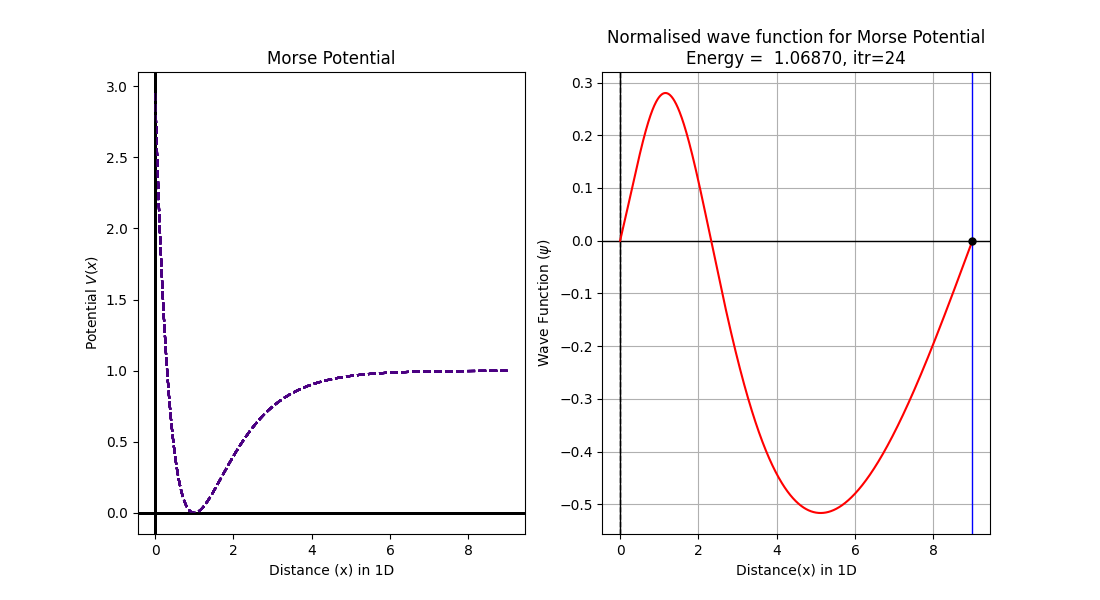 Morse Potential
Potential V(x)
3.0
2.5
2.0
1.5
1.0
0.5
0.0
0 2 4 6 8
Distance (x) in 1D
Normalised wave function for Morse Potential
Energy =  1.06870, itr=24
Wave Function (ψ)
0.3
0.2
0.1
0.0
−0.1
−0.2
−0.3
−0.4
−0.5
0 2 4 6 8
Distance(x) in 1D